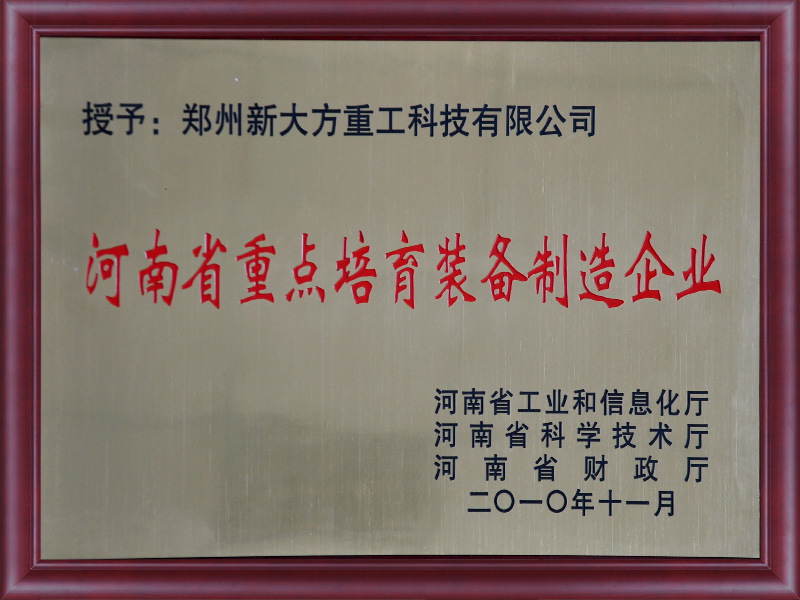 授予：郑州新大方重工科技有限公司
河南省重点培育装备制造企业
河南省工业和信息化厅
河南省科学技术厅
河南省财政厅
二〇一〇年十一月